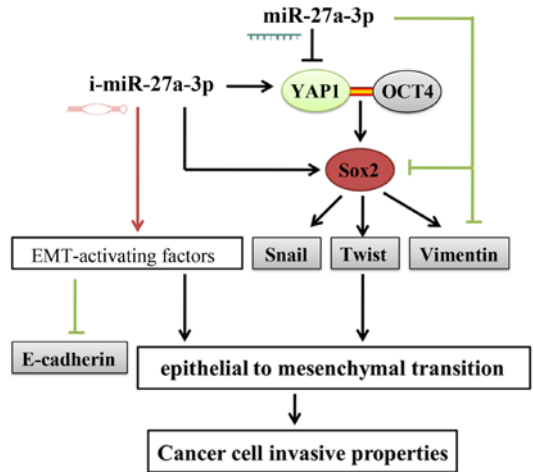 miR-27a-3p
i-miR-27a-3p
YAP1
OCT4
Sox2
EMT-activating factors
Snail
Twist
Vimentin
E-cadherin
epithelial to mesenchymal transition
Cancer cell invasive properties